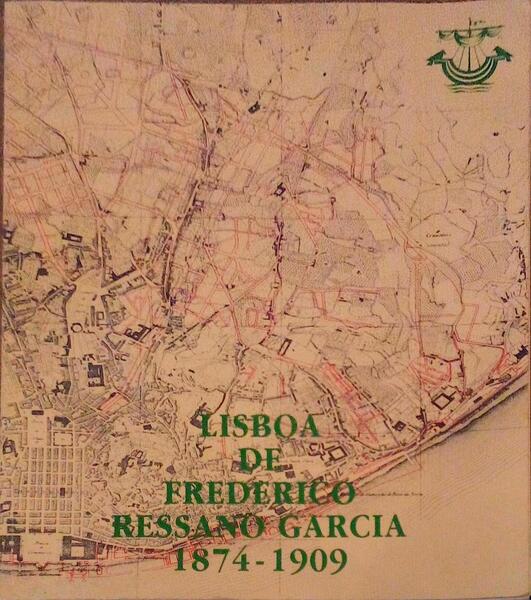 LISBOA
DE
FREDERICO
RESSANO GARCIA
1874-1909